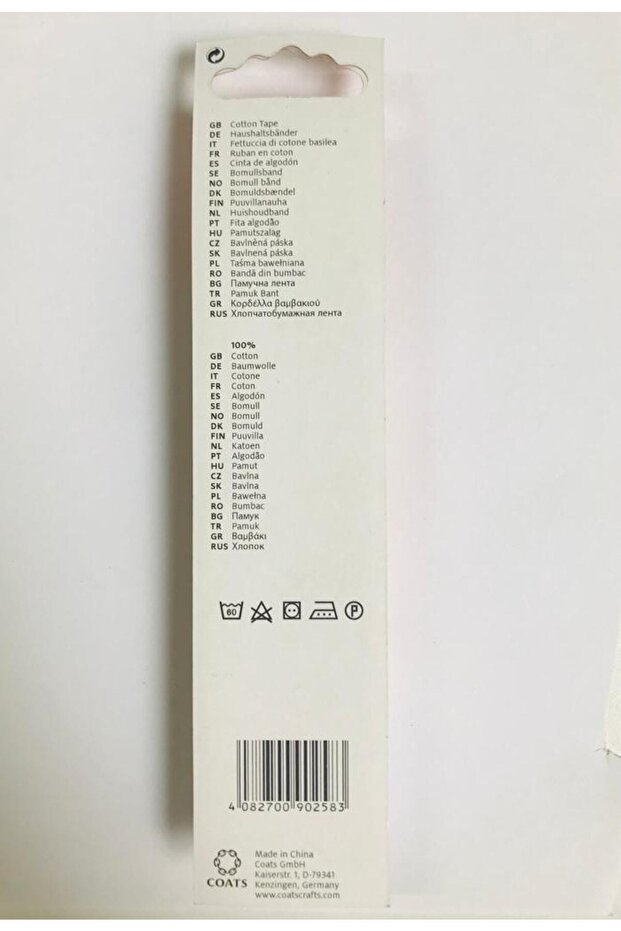 GB Cotton Tape
DE Haushaltsbänder
IT Fettuccia di cotone basilea
FR Ruban en coton
ES Cinta de algodón
SE Bomullsband
NO Bomull bånd
DK Bomuldsbændel
FIN Puuvillanauha
NL Huishoudband
PT Fita algodão
HU Pamutszalag
CZ Bavlněná páska
SK Bavlnená páska
PL Taśma bawełniana
RO Bandă din bumbac
BG Памучна лента
TR Pamuk Bant
GR Κορδέλλα βαμβακιού
RUS Хлопчатобумажная лента
100%
GB Cotton
DE Baumwolle
IT Cotone
FR Coton
ES Algodón
SE Bomull
NO Bomull
DK Bomuld
FIN Puuvilla
NL Katoen
PT Algodão
HU Pamut
CZ Bavlna
SK Bavlna
PL Bawełna
RO Bumbac
BG Памук
TR Pamuk
GR Βαμβάκι
RUS Хлопок
60 P
4 082700 902583
COATS
Made in China
Coats GmbH
Kaiserstr. 1, D-79341
Kenzingen, Germany
www.coatscrafts.com